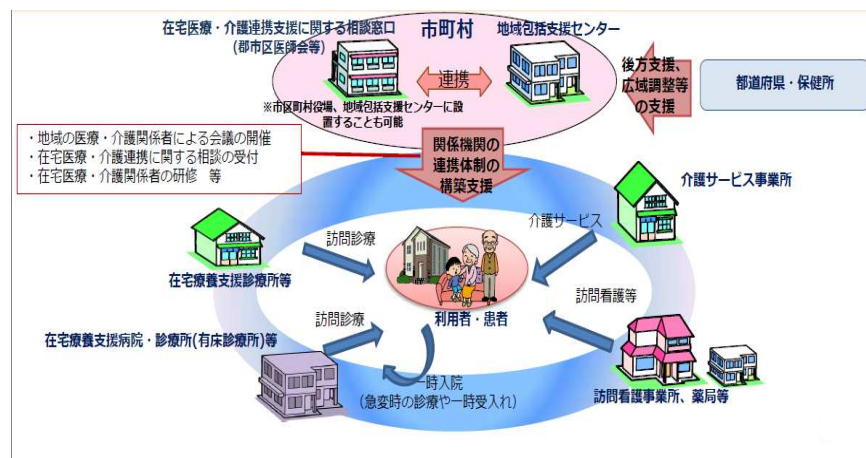 在宅医療・介護連携支援に関する相談窓口
(郡市区医師会等)
市町村
地域包括支援センター
連携
※市区町村役場、地域包括支援センターに設
置することも可能
後方支援、
広域調整等
の支援
都道府県・保健所
・地域の医療・介護関係者による会議の開催
・在宅医療・介護連携に関する相談の受付
・在宅医療・介護関係者の研修 等
関係機関の
連携体制の
構築支援
介護サービス事業所
介護サービス
訪問診療
在宅療養支援診療所等
利用者・患者
訪問看護等
訪問診療
在宅療養支援病院・診療所(有床診療所)等
一時入院
(急変時の診療や一時受入れ)
訪問看護事業所、薬局等